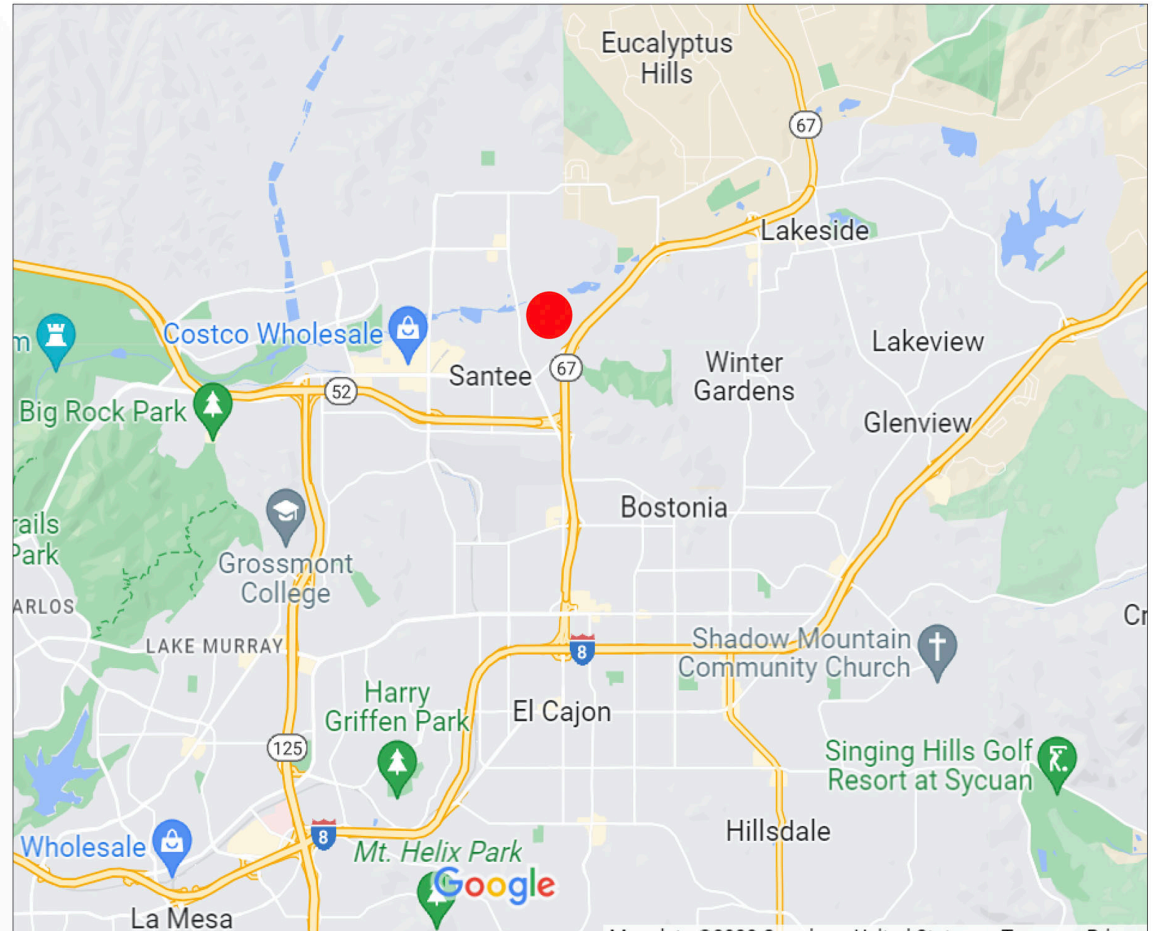 Eucalyptus
Hills
67
Lakeside
Costco Wholesale
Lakeview
Winter
Gardens
Santee
67
52
Big Rock Park
Glenview
Bostonia
rails
Park
Grossmont
College
ARLOS
LAKE MURRAY
Cr
Shadow Mountain
Community Church
8
Harry
Griffen Park
El Cajon
125
Singing Hills Golf
Resort at Sycuan
Hillsdale
8
Wholesale
Mt. Helix Park
Google
La Mesa